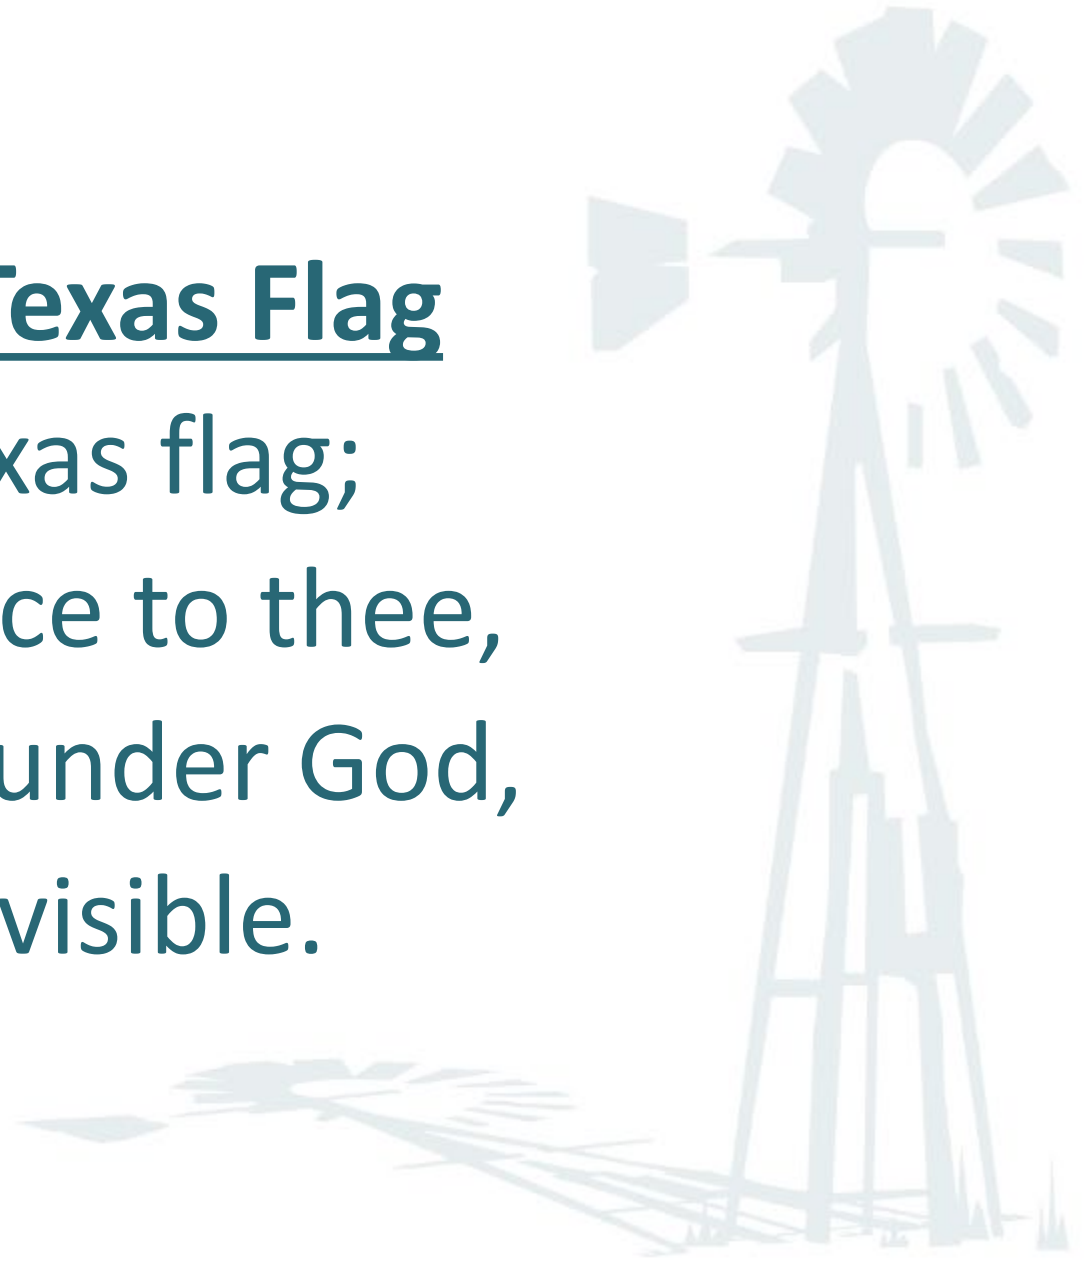 Texas Flag
xas flag;
ce to thee,
under God,
visible.